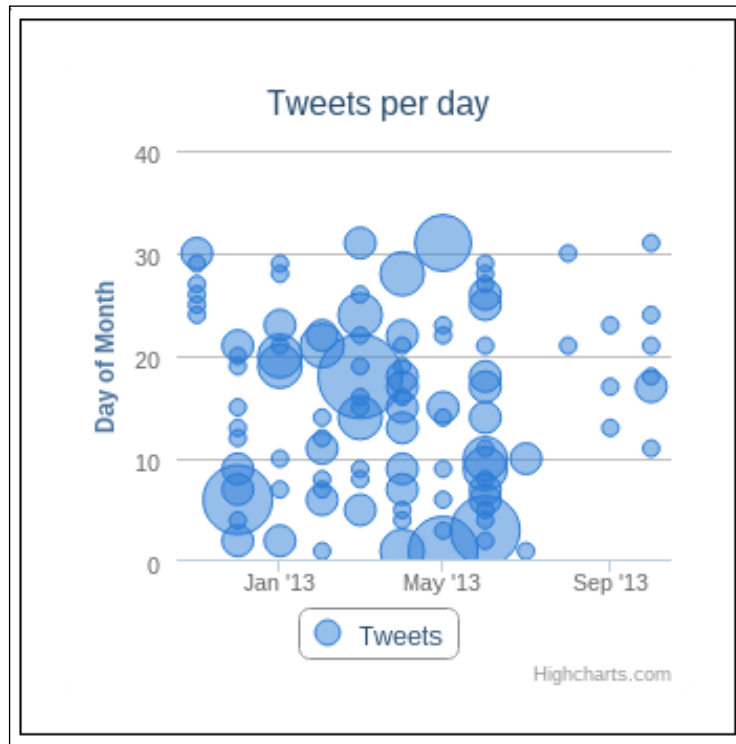 Tweets per day
40
30
20
10
0
Day of Month
Jan '13
May '13
Sep '13
Tweets
Highcharts.com